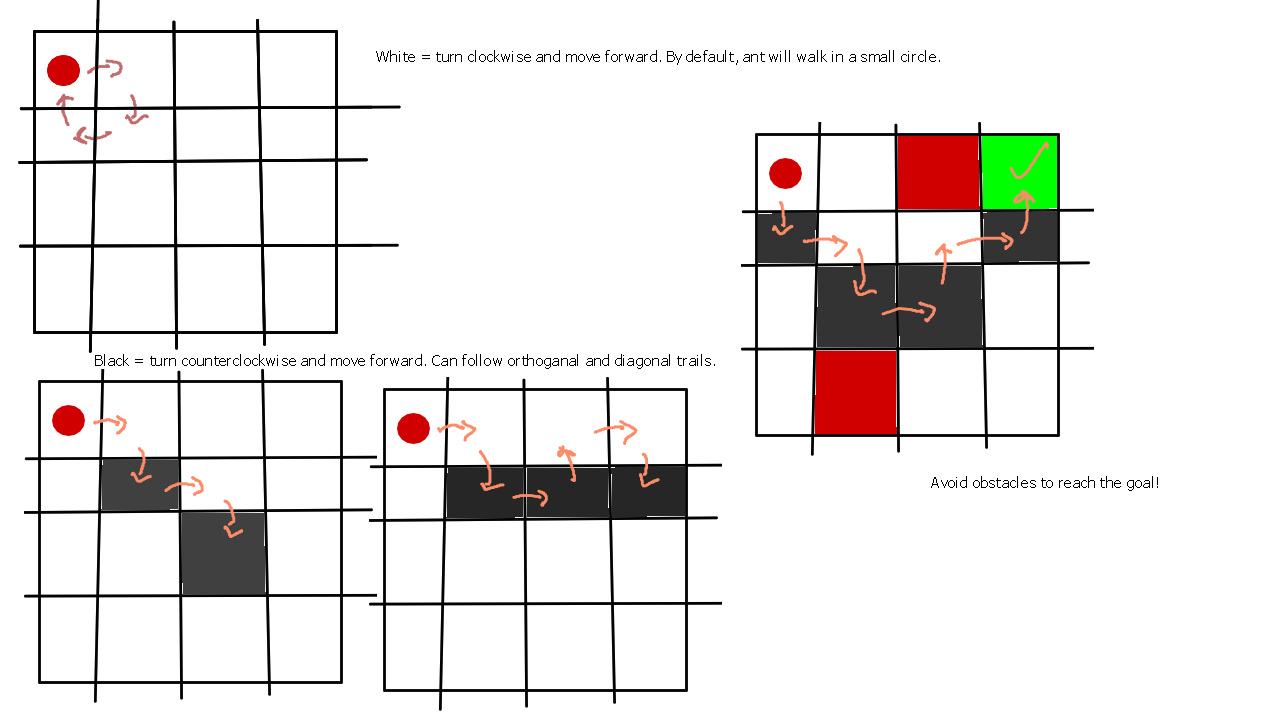 White = turn clockwise and move forward. By default, ant will walk in a small circle.
Black = turn counterclockwise and move forward. Can follow orthoganal and diagonal trails.
Avoid obstacles to reach the goal!